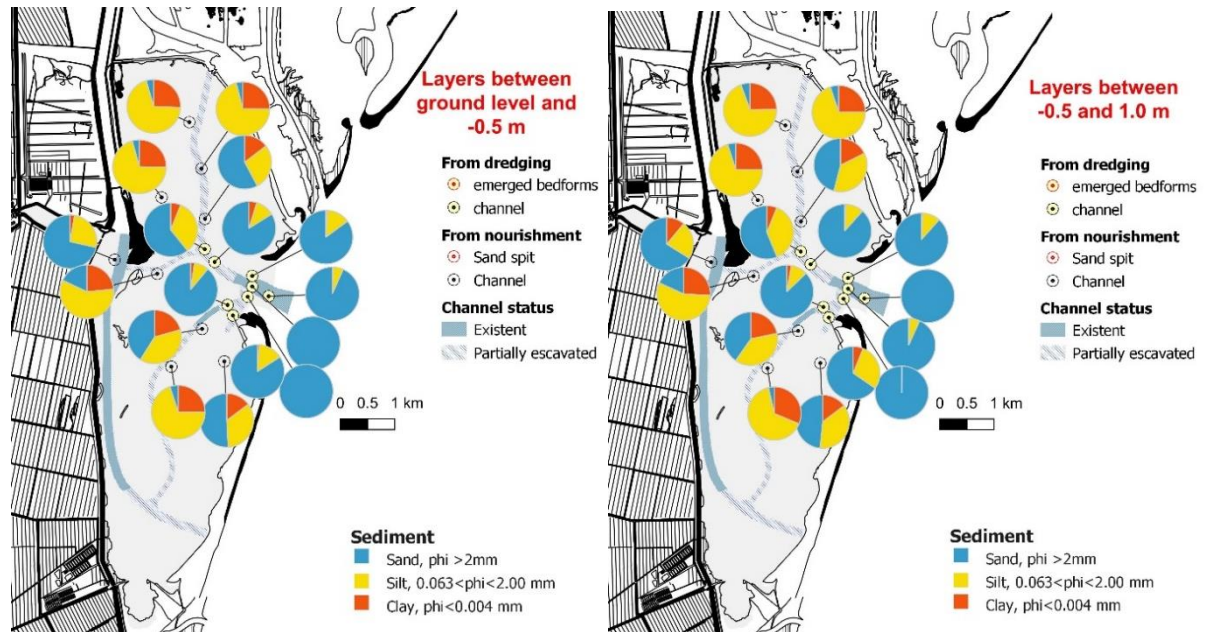 Layers between
ground level and
-0.5 m
From dredging
emerged bedforms
channel
From nourishment
Sand spit
Channel
Channel status
Existent
Partially escavated
0 0.5 1 km
Sediment
Sand, phi >2mm
Silt, 0.063<phi<2.00 mm
Clay, phi<0.004 mm
Layers between
-0.5 and 1.0 m
From dredging
emerged bedforms
channel
From nourishment
Sand spit
Channel
Channel status
Existent
Partially escavated
0 0.5 1 km
Sediment
Sand, phi >2mm
Silt, 0.063<phi<2.00 mm
Clay, phi<0.004 mm